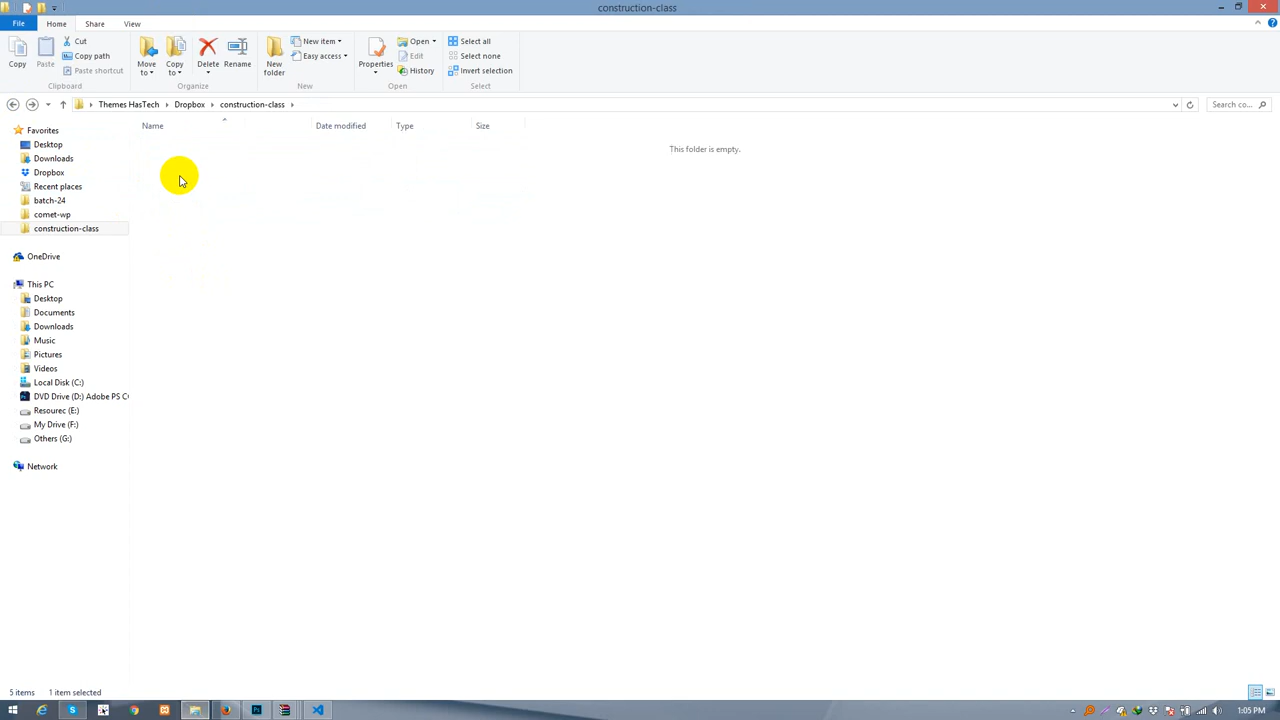 construction-class
File Home Share View
Copy Paste Cut Copy path Paste shortcut Move to Copy to Delete Rename New folder New item Easy access Properties Open Edit History Select all Select none Invert selection
Clipboard Organize New Open Select
Themes HasTech Dropbox construction-class Search co...
Name Date modified Type Size
This folder is empty.
Favorites
Desktop
Downloads
Dropbox
Recent places
batch-24
comet-wp
construction-class
OneDrive
This PC
Desktop
Documents
Downloads
Music
Pictures
Videos
Local Disk (C:)
DVD Drive (D:) Adobe PS C
Resourec (E:)
My Drive (F:)
Others (G:)
Network
5 items 1 item selected
1:05 PM